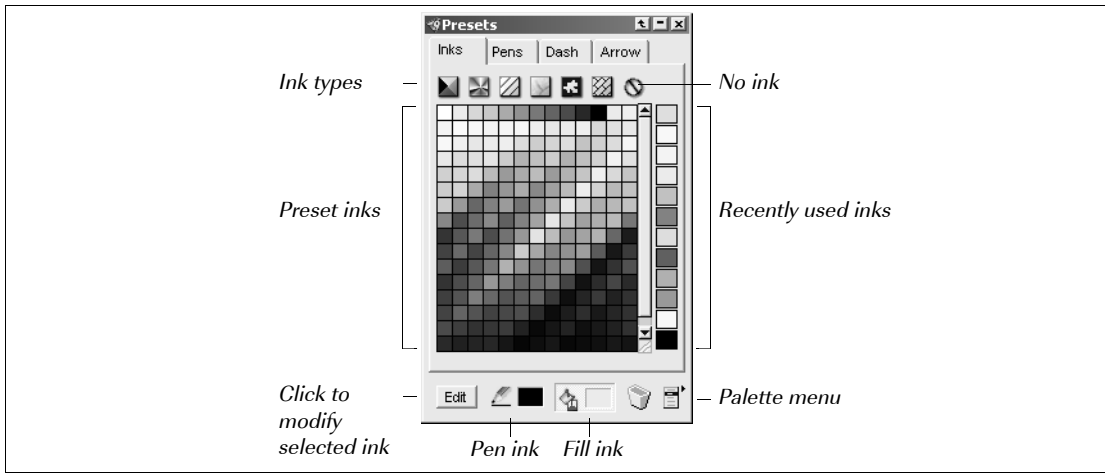 Presets
Inks Pens Dash Arrow
Ink types
No ink
Preset inks
Recently used inks
Click to
modify
selected ink
Edit
Palette menu
Pen ink Fill ink